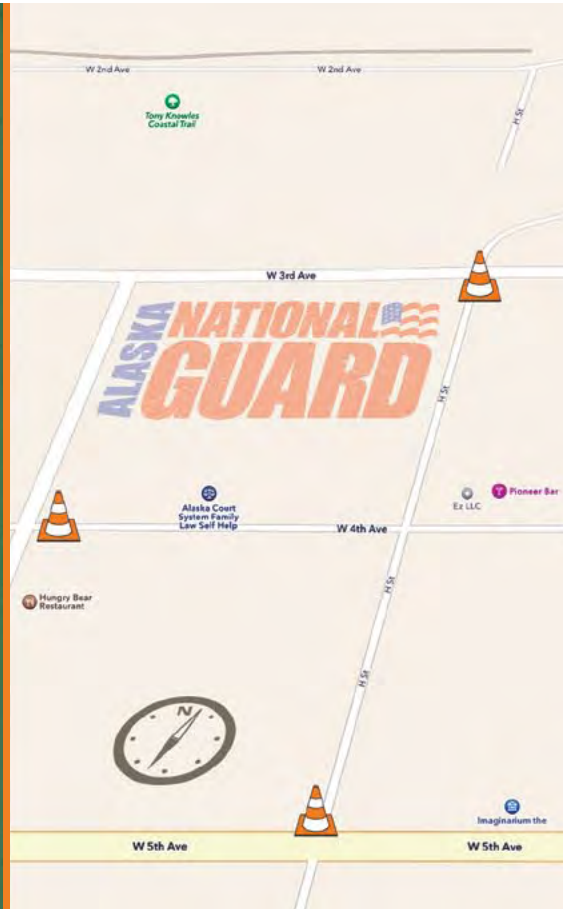 W 2nd Ave
W 2nd Ave
H St
Tony Knowles
Coastal Trail
W 3rd Ave
ALASKA
NATIONAL
GUARD
H St
Pioneer Bar
Ez LLC
Alaska Court
System Family
Law Self Help
W 4th Ave
H St
Hungry Bear
Restaurant
H St
N
Imaginarium the
W 5th Ave
W 5th Ave